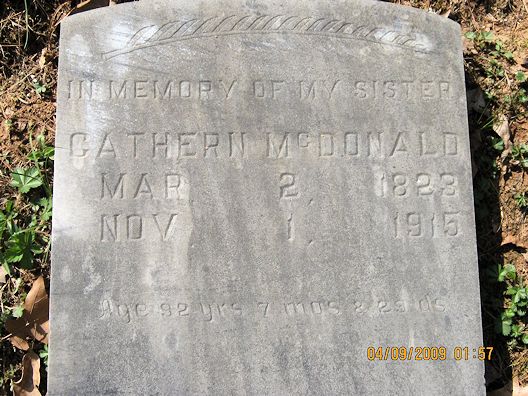 IN MEMORY OF MY SISTER
CATHERN McDONALD
MAR 2, 1823
NOV 1, 1915
Age 92 yrs 7 mos & 29 ds
04/09/2009 01:57